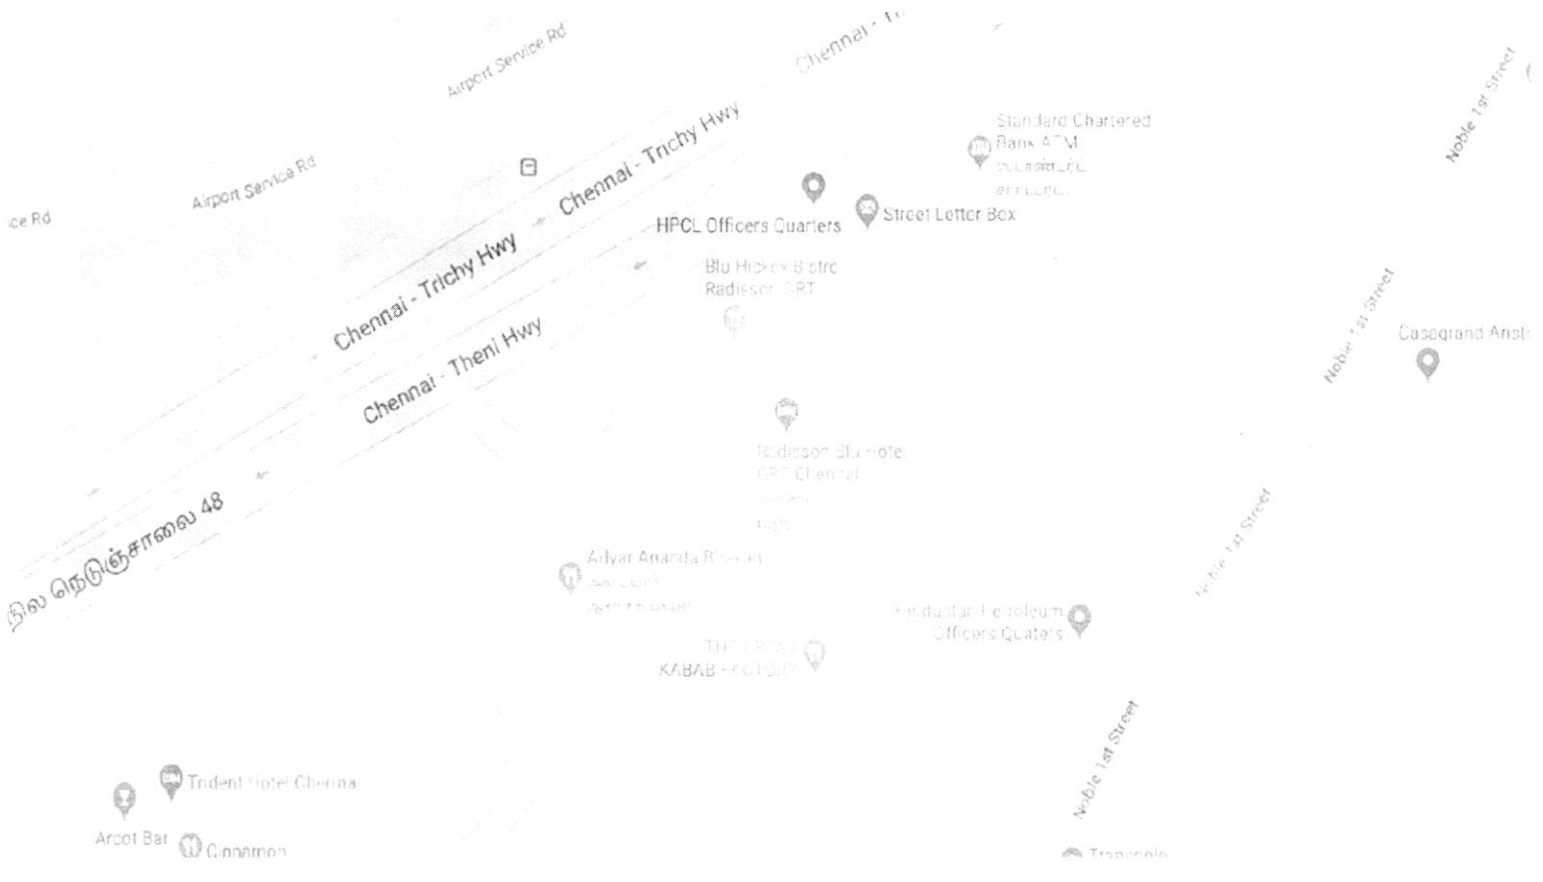 Airport Service Rd
Chennai -
Noble 1st Street
Airport Service Rd
Chennai - Trichy Hwy
Standard Chartered
Bank ATM
ice Rd
HPCL Officers Quarters
Street Letter Box
Chennai - Trichy Hwy
Blu Hickey Bistro
Radisson GRT
Noble 1st Street
Chennai - Theni Hwy
Casagrand
Radisson Blu Hotel
GRT Chennai
நில நெடுஞ்சாலை 48
Noble 1st Street
Adyar Ananda Bhavan
Hindustan Petroleum
Officers Quaters
KABAB FACTORY
Noble 1st Street
Trident Hotel Chennai
Arcot Bar
Cinnamon